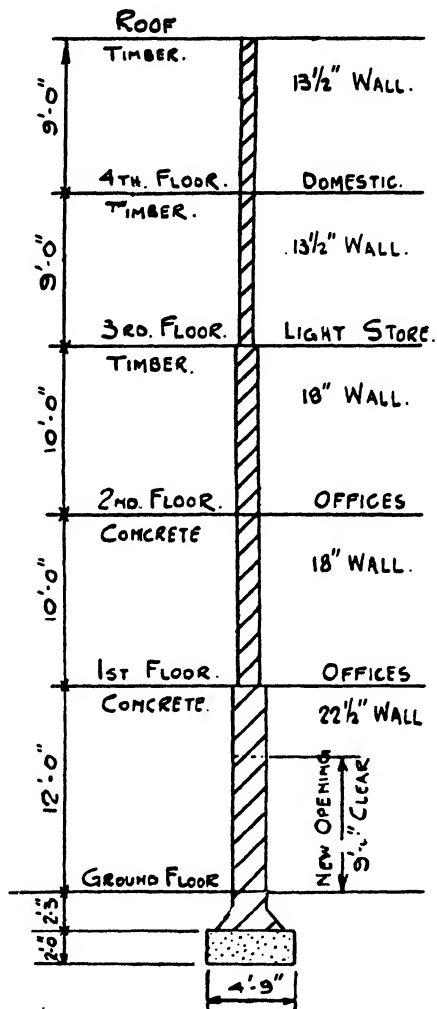 ROOF
TIMBER.
13½" WALL.
9'-0"
4TH. FLOOR. DOMESTIC.
TIMBER.
13½" WALL.
9'-0"
3RD. FLOOR. LIGHT STORE.
TIMBER.
18" WALL.
10'-0"
2ND. FLOOR. OFFICES
CONCRETE
18" WALL.
10'-0"
1ST FLOOR. OFFICES
CONCRETE.
22½" WALL
12'-0"
NEW OPENING
CLEAR
GROUND FLOOR
2'-3"
2'-0"
4'-9"